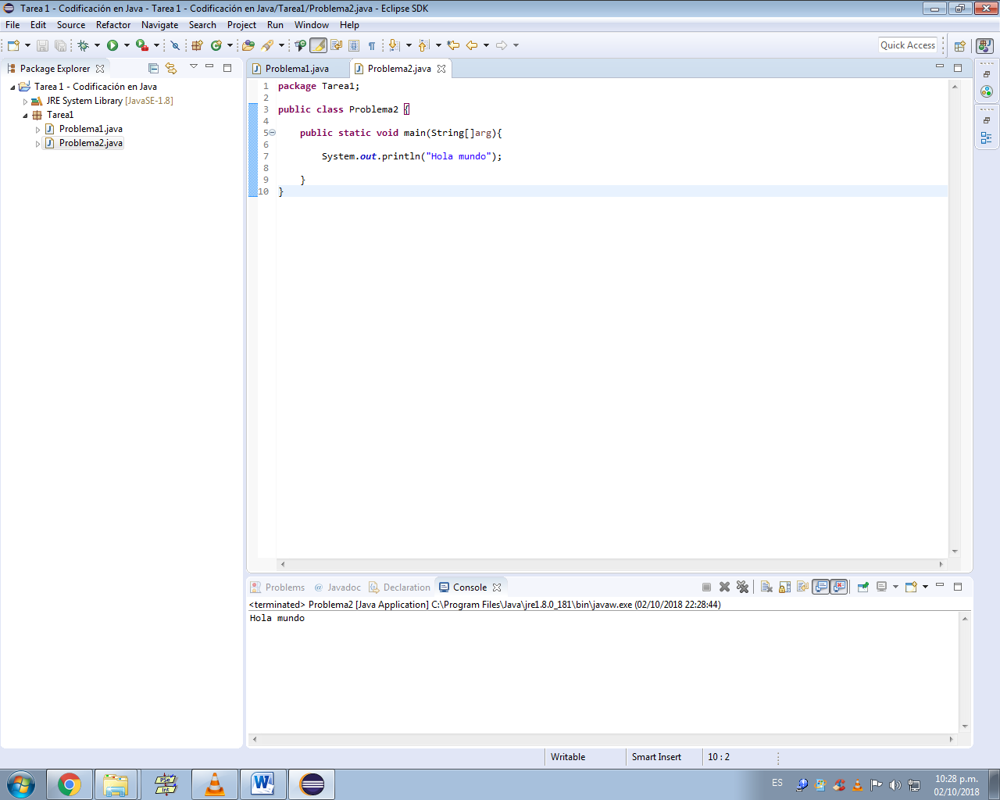 Tarea 1 - Codificación en Java - Tarea 1 - Codificación en Java/Tarea1/Problema2.java - Eclipse SDK
File Edit Source Refactor Navigate Search Project Run Window Help
Quick Access
Package Explorer
Tarea 1 - Codificación en Java
JRE System Library [JavaSE-1.8]
Tarea1
Problema1.java
Problema2.java
Problema1.java Problema2.java
1 package Tarea1;
2
3 public class Problema2 {
4
5 public static void main(String[]arg){
6
7 System.out.println("Hola mundo");
8
9 }
10 }
Problems @ Javadoc Declaration Console
<terminated> Problema2 [Java Application] C:\Program Files\Java\jre1.8.0_181\bin\javaw.exe (02/10/2018 22:28:44)
Hola mundo
Writable Smart Insert 10 : 2
PSe
Int
W
ES
10:28 p.m.
02/10/2018